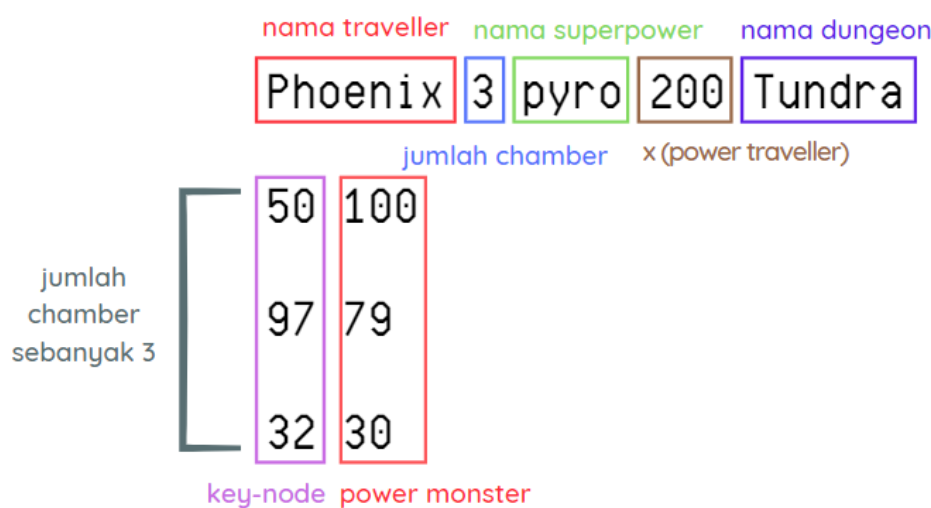 nama traveller nama superpower nama dungeon
Phoenix 3 pyro 200 Tundra
jumlah chamber x (power traveller)
50 100
jumlah
chamber
sebanyak 3
97 79
32 30
key-node power monster